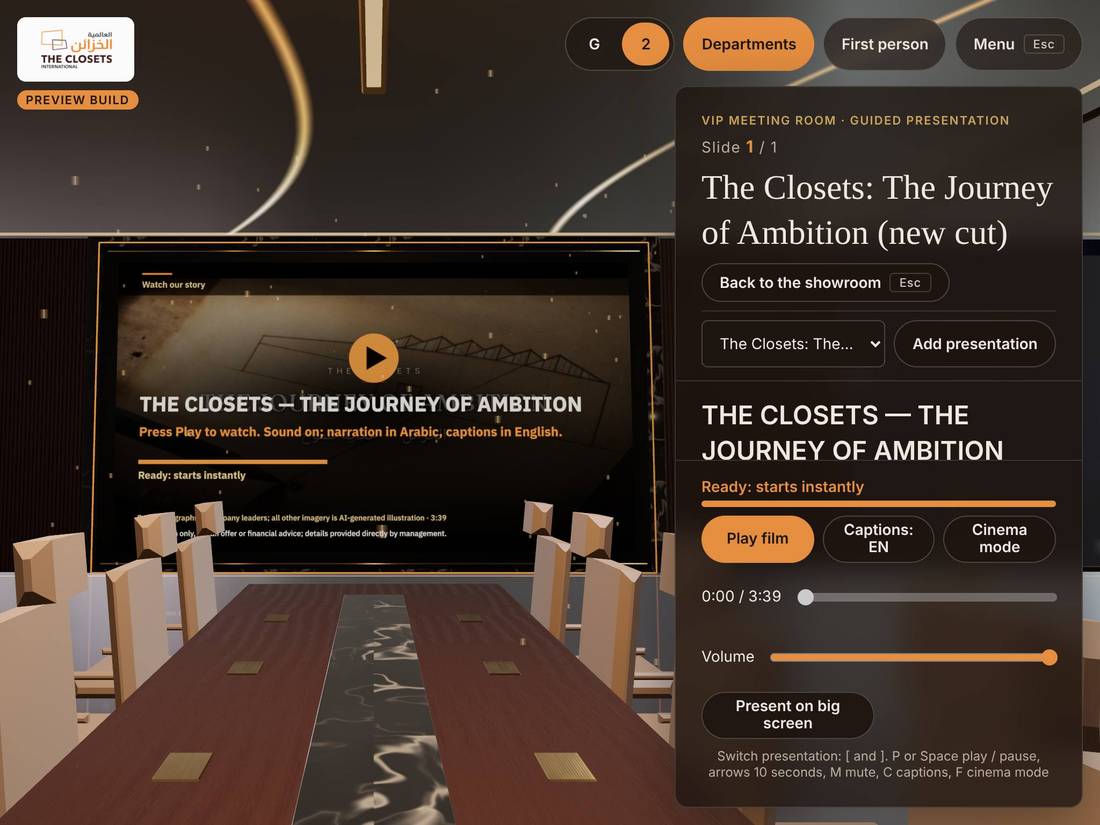 العالمية
الخزائن
THE CLOSETS
INTERNATIONAL
PREVIEW BUILD
G 2 Departments First person Menu Esc
VIP MEETING ROOM · GUIDED PRESENTATION
Slide 1 / 1
The Closets: The Journey
of Ambition (new cut)
Back to the showroom Esc
The Closets: The... Add presentation
THE CLOSETS — THE
JOURNEY OF AMBITION
Ready: starts instantly
Play film
Captions:
EN
Cinema
mode
0:00 / 3:39
Volume
Present on big
screen
Switch presentation: [ and ]. P or Space play / pause,
arrows 10 seconds, M mute, C captions, F cinema mode
Watch our story
THE CLOSETS — THE JOURNEY OF AMBITION
Press Play to watch. Sound on; narration in Arabic, captions in English.
Ready: starts instantly
leaders; all other imagery is AI-generated illustration · 3:39
only, offer or financial advice; details provided directly by management.